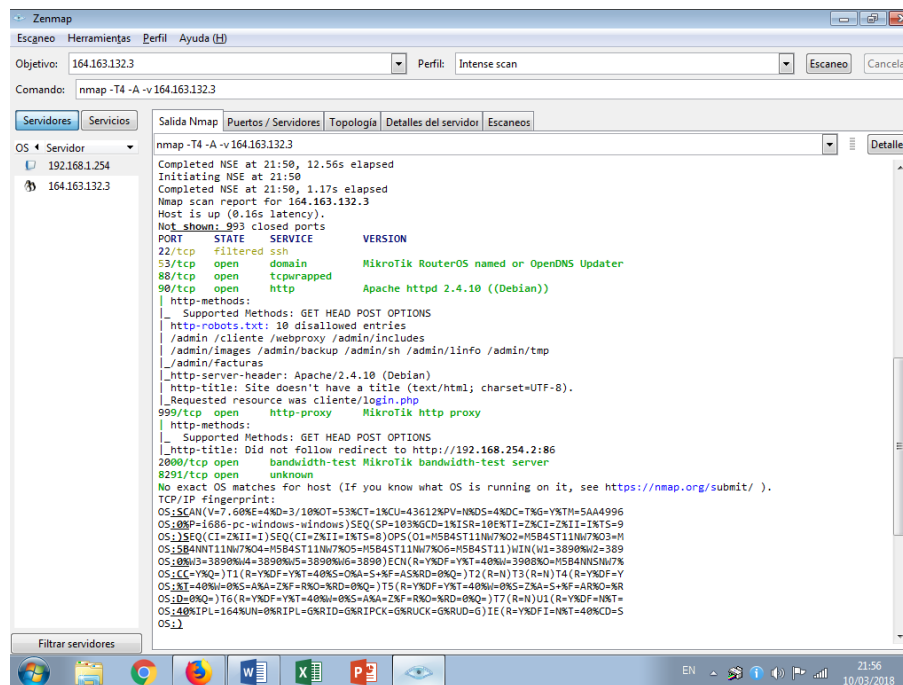 Zenmap
Escaneo Herramientas Perfil Ayuda (H)
Objetivo: 164.163.132.3 Perfil: Intense scan Escaneo Cancela
Comando: nmap -T4 -A -v 164.163.132.3
Servidores Servicios Salida Nmap Puertos / Servidores Topología Detalles del servidor Escaneos
OS Servidor
192.168.1.254
164.163.132.3
nmap -T4 -A -v 164.163.132.3 Detalle
Completed NSE at 21:50, 12.56s elapsed
Initiating NSE at 21:50
Completed NSE at 21:50, 1.17s elapsed
Nmap scan report for 164.163.132.3
Host is up (0.16s latency).
Not shown: 993 closed ports
PORT STATE SERVICE VERSION
22/tcp filtered ssh
53/tcp open domain MikroTik RouterOS named or OpenDNS Updater
88/tcp open tcpwrapped
90/tcp open http Apache httpd 2.4.10 ((Debian))
| http-methods:
|_ Supported Methods: GET HEAD POST OPTIONS
| http-robots.txt: 10 disallowed entries
| /admin /cliente /webproxy /admin/includes
| /admin/images /admin/backup /admin/sh /admin/linfo /admin/tmp
|_/admin/facturas
|_http-server-header: Apache/2.4.10 (Debian)
| http-title: Site doesn't have a title (text/html; charset=UTF-8).
|_Requested resource was cliente/login.php
999/tcp open http-proxy MikroTik http proxy
| http-methods:
|_ Supported Methods: GET HEAD POST OPTIONS
|_http-title: Did not follow redirect to http://192.168.254.2:86
2000/tcp open bandwidth-test MikroTik bandwidth-test server
8291/tcp open unknown
No exact OS matches for host (If you know what OS is running on it, see https://nmap.org/submit/ ).
TCP/IP fingerprint:
OS:SCAN(V=7.60%E=4%D=3/10%OT=53%CT=1%CU=43612%PV=N%DS=4%DC=T%G=Y%TM=5AA4996
OS:0%P=i686-pc-windows-windows)SEQ(SP=103%GCD=1%ISR=10E%TI=Z%CI=Z%II=I%TS=9
OS:)SEQ(CI=Z%II=I)SEQ(CI=Z%II=I%TS=8)OPS(O1=M5B4ST11NW7%O2=M5B4ST11NW7%O3=M
OS:5B4NNT11NW7%O4=M5B4ST11NW7%O5=M5B4ST11NW7%O6=M5B4ST11)WIN(W1=3890%W2=389
OS:0%W3=3890%W4=3890%W5=3890%W6=3890)ECN(R=Y%DF=Y%T=40%W=3908%O=M5B4NNSNW7%
OS:CC=Y%Q=)T1(R=Y%DF=Y%T=40%S=O%A=S+%F=AS%RD=0%Q=)T2(R=N)T3(R=N)T4(R=Y%DF=Y
OS:%T=40%W=0%S=A%A=Z%F=R%O=%RD=0%Q=)T5(R=Y%DF=Y%T=40%W=0%S=Z%A=S+%F=AR%O=%R
OS:D=0%Q=)T6(R=Y%DF=Y%T=40%W=0%S=A%A=Z%F=R%O=%RD=0%Q=)T7(R=N)U1(R=Y%DF=N%T=
OS:40%IPL=164%UN=0%RIPL=G%RID=G%RIPCK=G%RUCK=G%RUD=G)IE(R=Y%DFI=N%T=40%CD=S
OS:)
Filtrar servidores
EN 21:56
10/03/2018